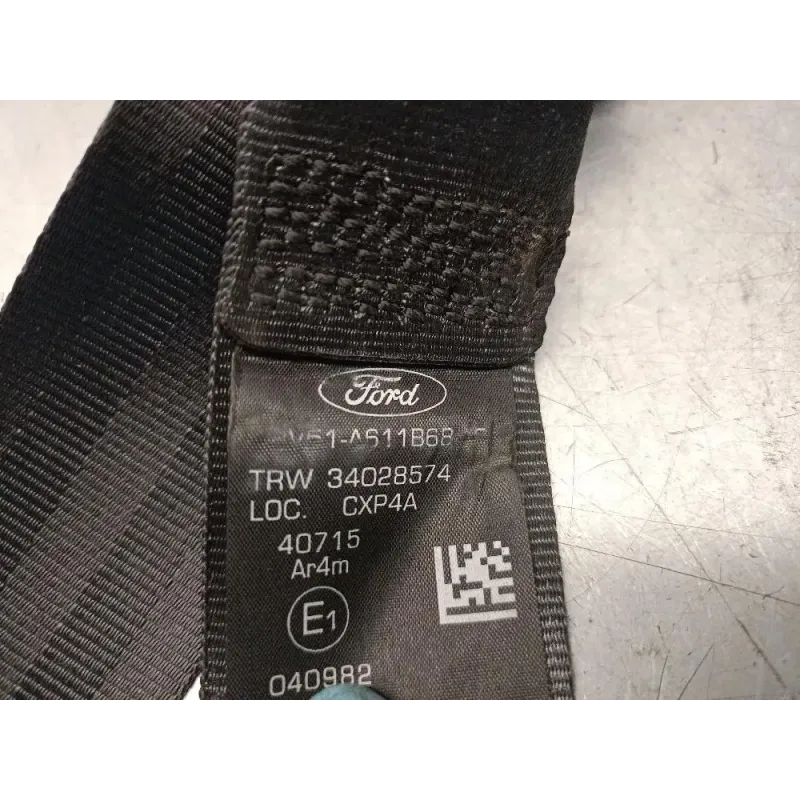 Ford
TRW 34028574
LOC. CXP4A
40715
Ar4m
E1
040982